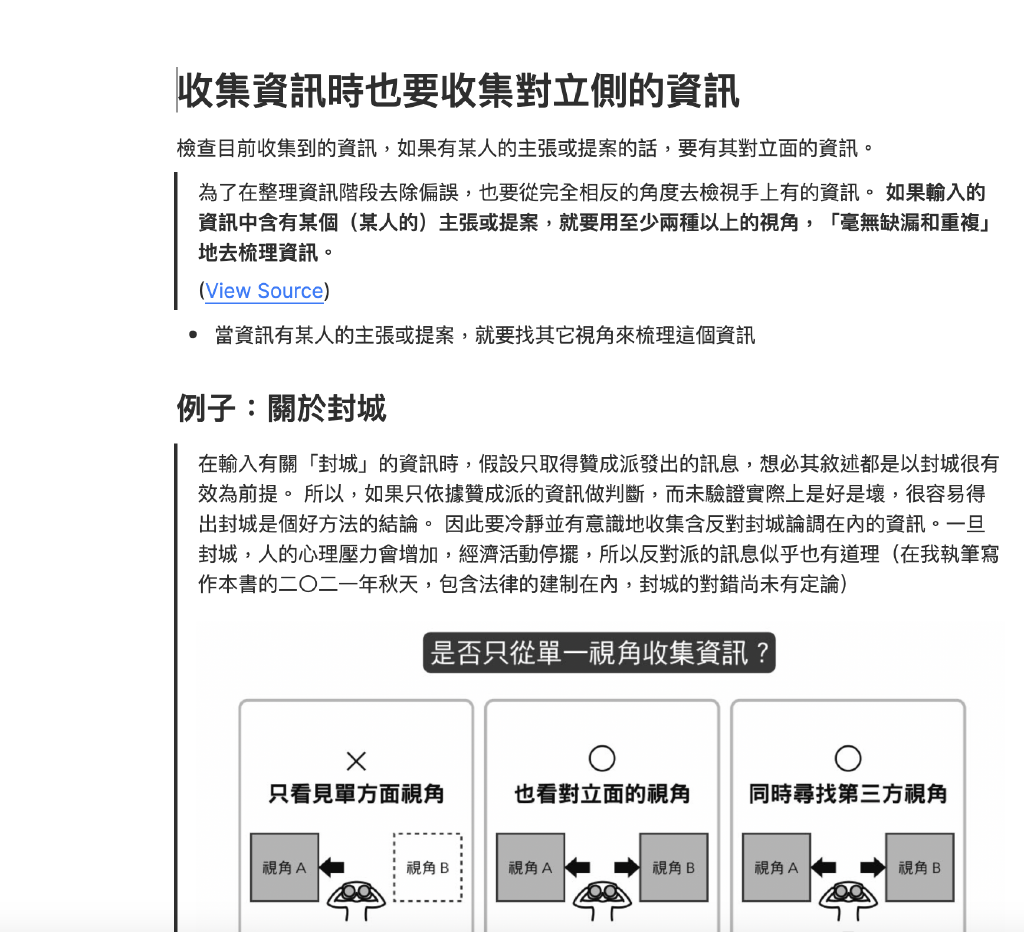 收集資訊時也要收集對立側的資訊
檢查目前收集到的資訊，如果有某人的主張或提案的話，要有其對立面的資訊。
為了在整理資訊階段去除偏誤，也要從完全相反的角度去檢視手上有的資訊。 如果輸入的
資訊中含有某個（某人的）主張或提案，就要用至少兩種以上的視角，「毫無缺漏和重複」
地去梳理資訊。
(View Source)
• 當資訊有某人的主張或提案，就要找其它視角來梳理這個資訊
例子：關於封城
在輸入有關「封城」的資訊時，假設只取得贊成派發出的訊息，想必其敘述都是以封城很有
效為前提。 所以，如果只依據贊成派的資訊做判斷，而未驗證實際上是好是壞，很容易得
出封城是個好方法的結論。 因此要冷靜並有意識地收集含反對封城論調在內的資訊。一旦
封城，人的心理壓力會增加，經濟活動停擺，所以反對派的訊息似乎也有道理（在我執筆寫
作本書的二〇二一年秋天，包含法律的建制在內，封城的對錯尚未有定論）
是否只從單一視角收集資訊？
只看見單方面視角
視角 A
視角 B
也看對立面的視角
視角 A
視角 B
同時尋找第三方視角
視角 A
視角 B